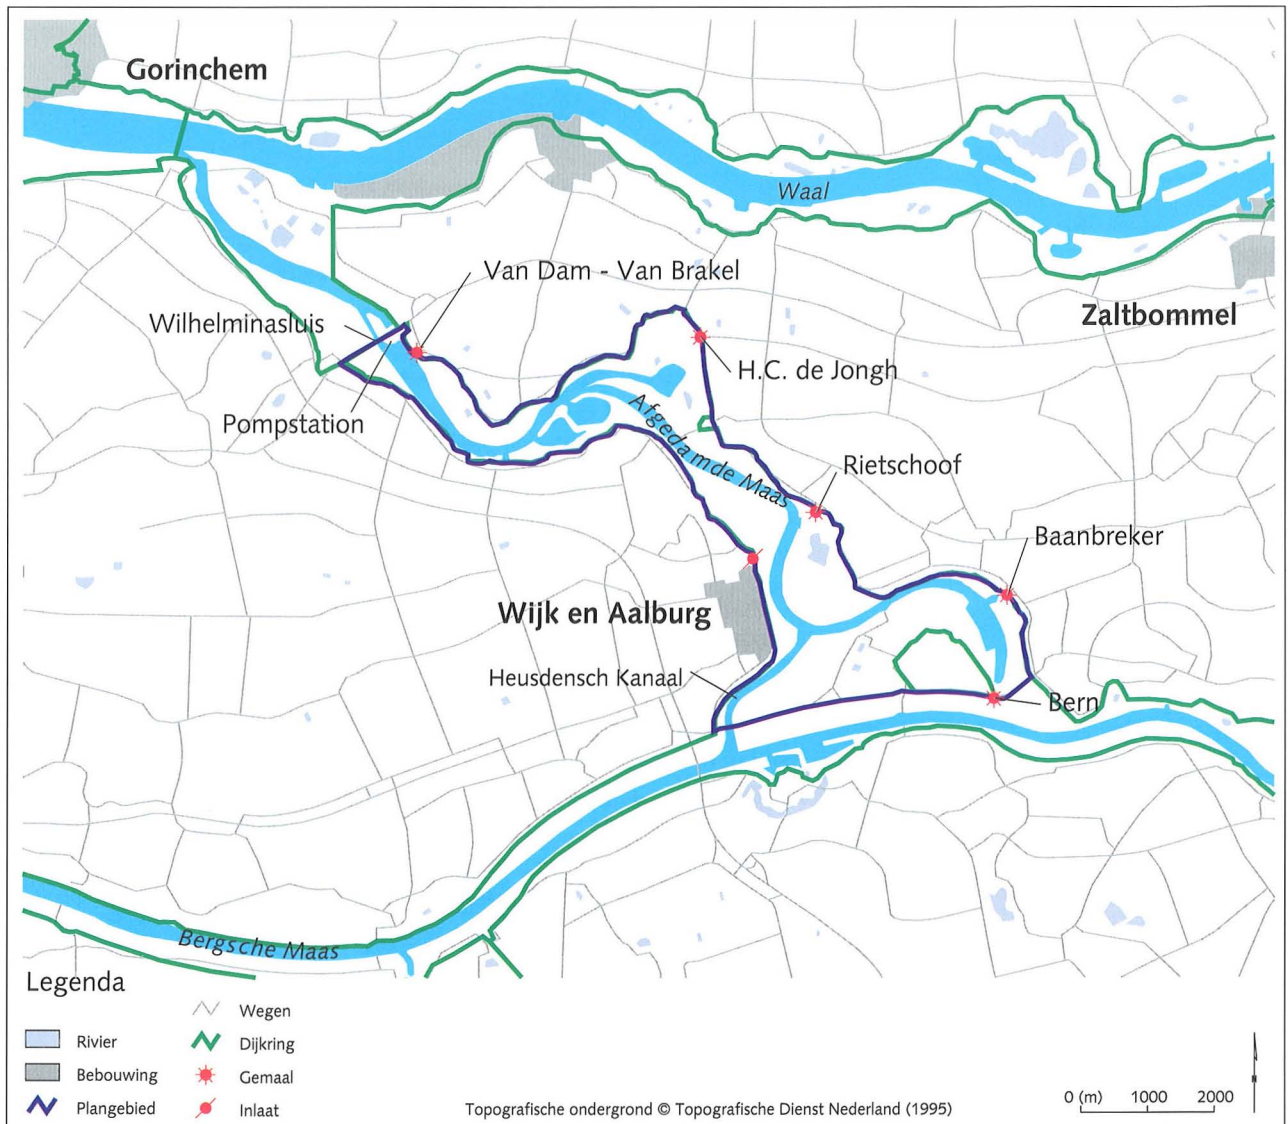 Gorinchem
Waal
Van Dam - Van Brakel
Zaltbommel
Wilhelminasluis
H.C. de Jongh
Pompstation
Afgedamde Maas
Rietschoof
Baanbreker
Wijk en Aalburg
Heusdensch Kanaal
Bern
Bergsche Maas
Legenda
Wegen
Rivier
Dijkring
Bebouwing
Gemaal
Plangebied
Inlaat
Topografische ondergrond © Topografische Dienst Nederland (1995)
0 (m) 1000 2000